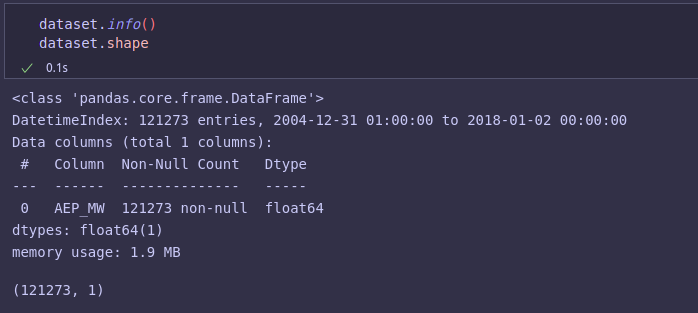 dataset.info()
dataset.shape
✓ 0.1s
<class 'pandas.core.frame.DataFrame'>
DatetimeIndex: 121273 entries, 2004-12-31 01:00:00 to 2018-01-02 00:00:00
Data columns (total 1 columns):
 #   Column  Non-Null Count   Dtype
---  ------  --------------   -----
 0   AEP_MW  121273 non-null  float64
dtypes: float64(1)
memory usage: 1.9 MB
(121273, 1)